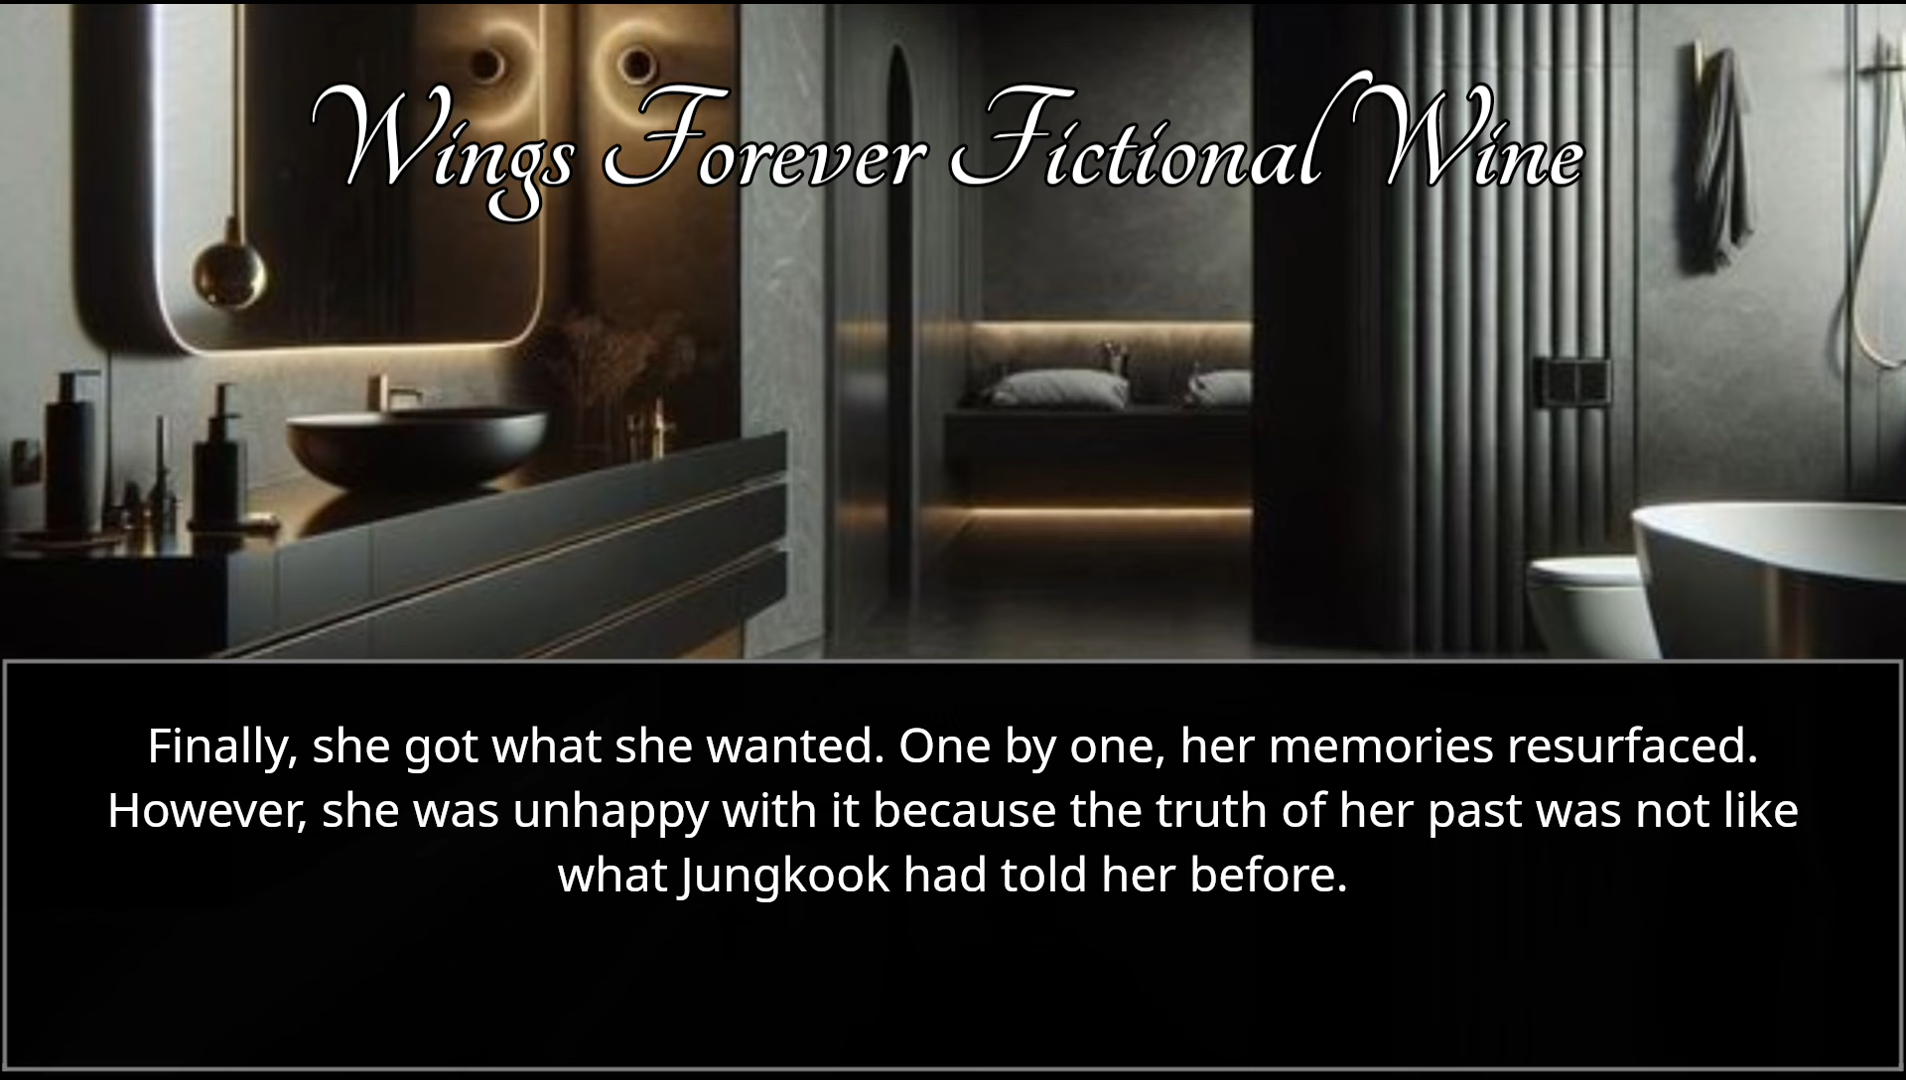 Wings Forever Fictional Wine
Finally, she got what she wanted. One by one, her memories resurfaced.
However, she was unhappy with it because the truth of her past was not like
what Jungkook had told her before.